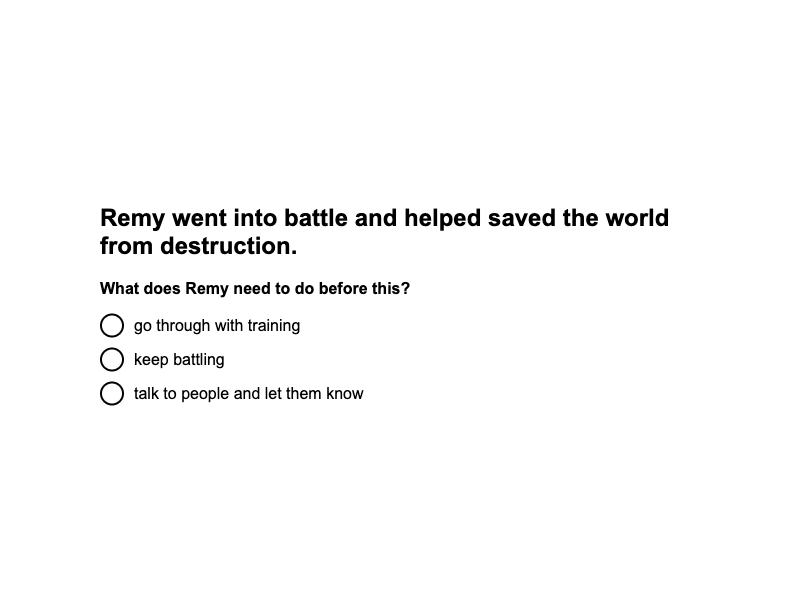 Remy went into battle and helped saved the world
from destruction.
What does Remy need to do before this?
go through with training
keep battling
talk to people and let them know